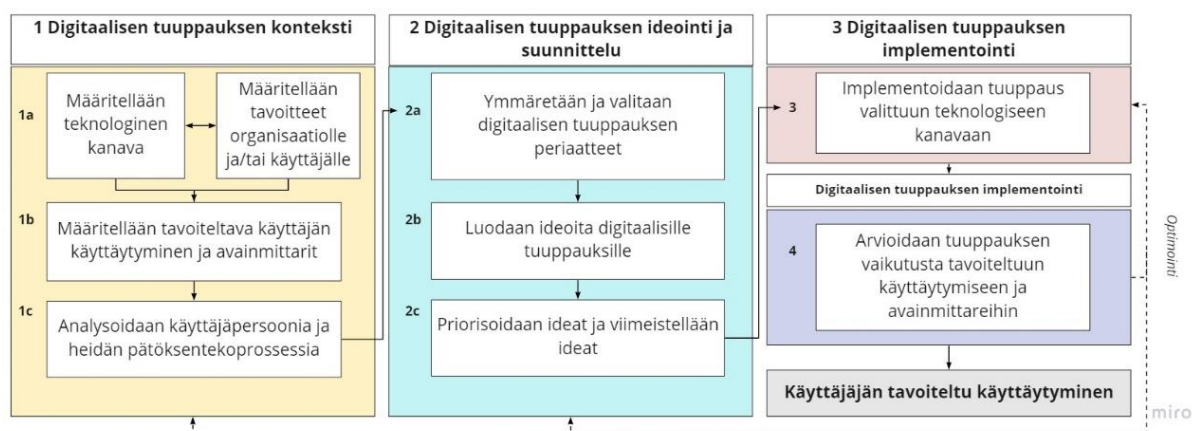 1 Digitaalisen tuuppauksen konteksti
1a
Määritellään
teknologinen
kanava
Määritellään
tavoitteet
organisaatiolle
ja/tai käyttäjälle
1b
Määritellään tavoiteltava käyttäjän
käyttäytyminen ja avainmittarit
1c
Analysoidaan käyttäjäpersoonia ja
heidän pätöksentekoprossessia
2 Digitaalisen tuuppauksen ideointi ja
suunnittelu
2a
Ymmäretään ja valitaan
digitaalisen tuuppauksen
periaatteet
2b
Luodaan ideoita digitaalisille
tuuppauksille
2c
Priorisoidaan ideat ja viimeistellään
ideat
3 Digitaalisen tuuppauksen
implementointi
3
Implementoidaan tuuppaus
valittuun teknologiseen
kanavaan
Digitaalisen tuuppauksen implementointi
4
Arvioidaan tuuppauksen
vaikutusta tavoiteltuun
käyttäytymiseen ja
avainmittareihin
Käyttäjäjän tavoiteltu käyttäytyminen
Optimointi
miro